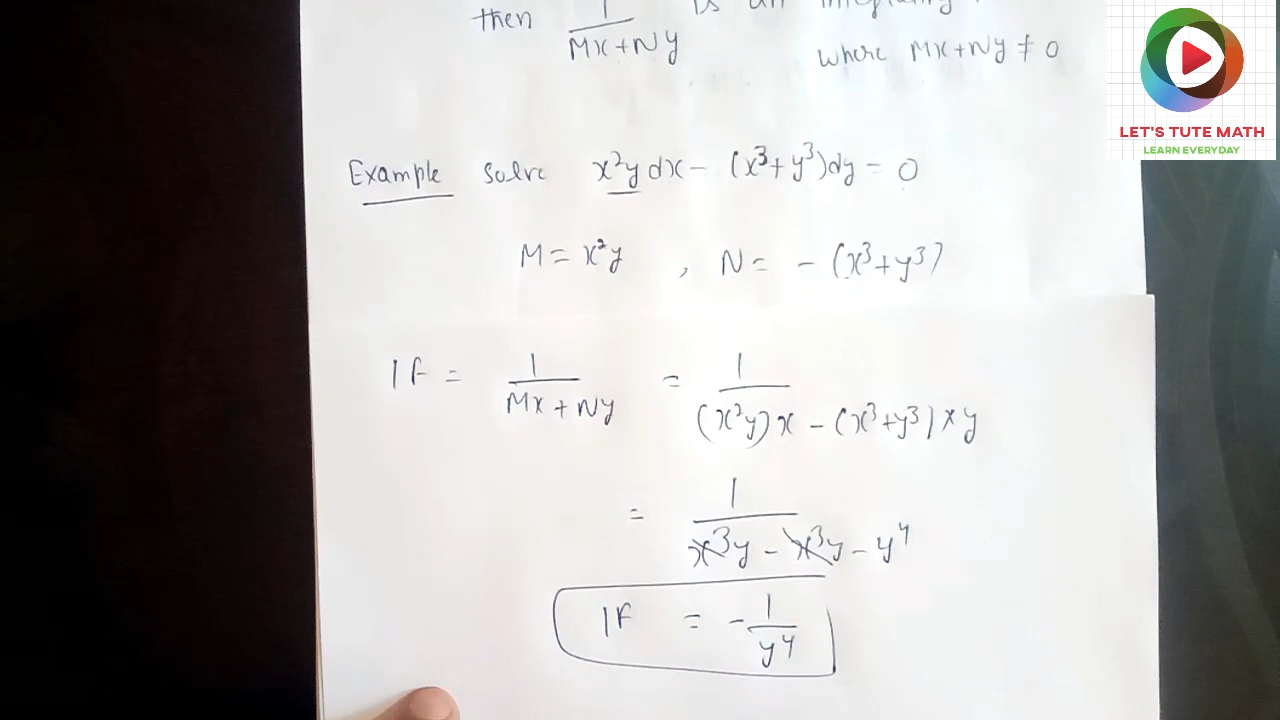 then 1/(Mx+Ny) is an
where Mx+Ny ≠ 0
LET'S TUTE MATH
LEARN EVERYDAY
Example solve x²y dx - (x³+y³)dy = 0
M = x²y , N = - (x³+y³)
IF = 1/(Mx+Ny) = 1/((x²y)x - (x³+y³)×y)
= 1/(x³y - x³y - y⁴)
IF = - 1/y⁴